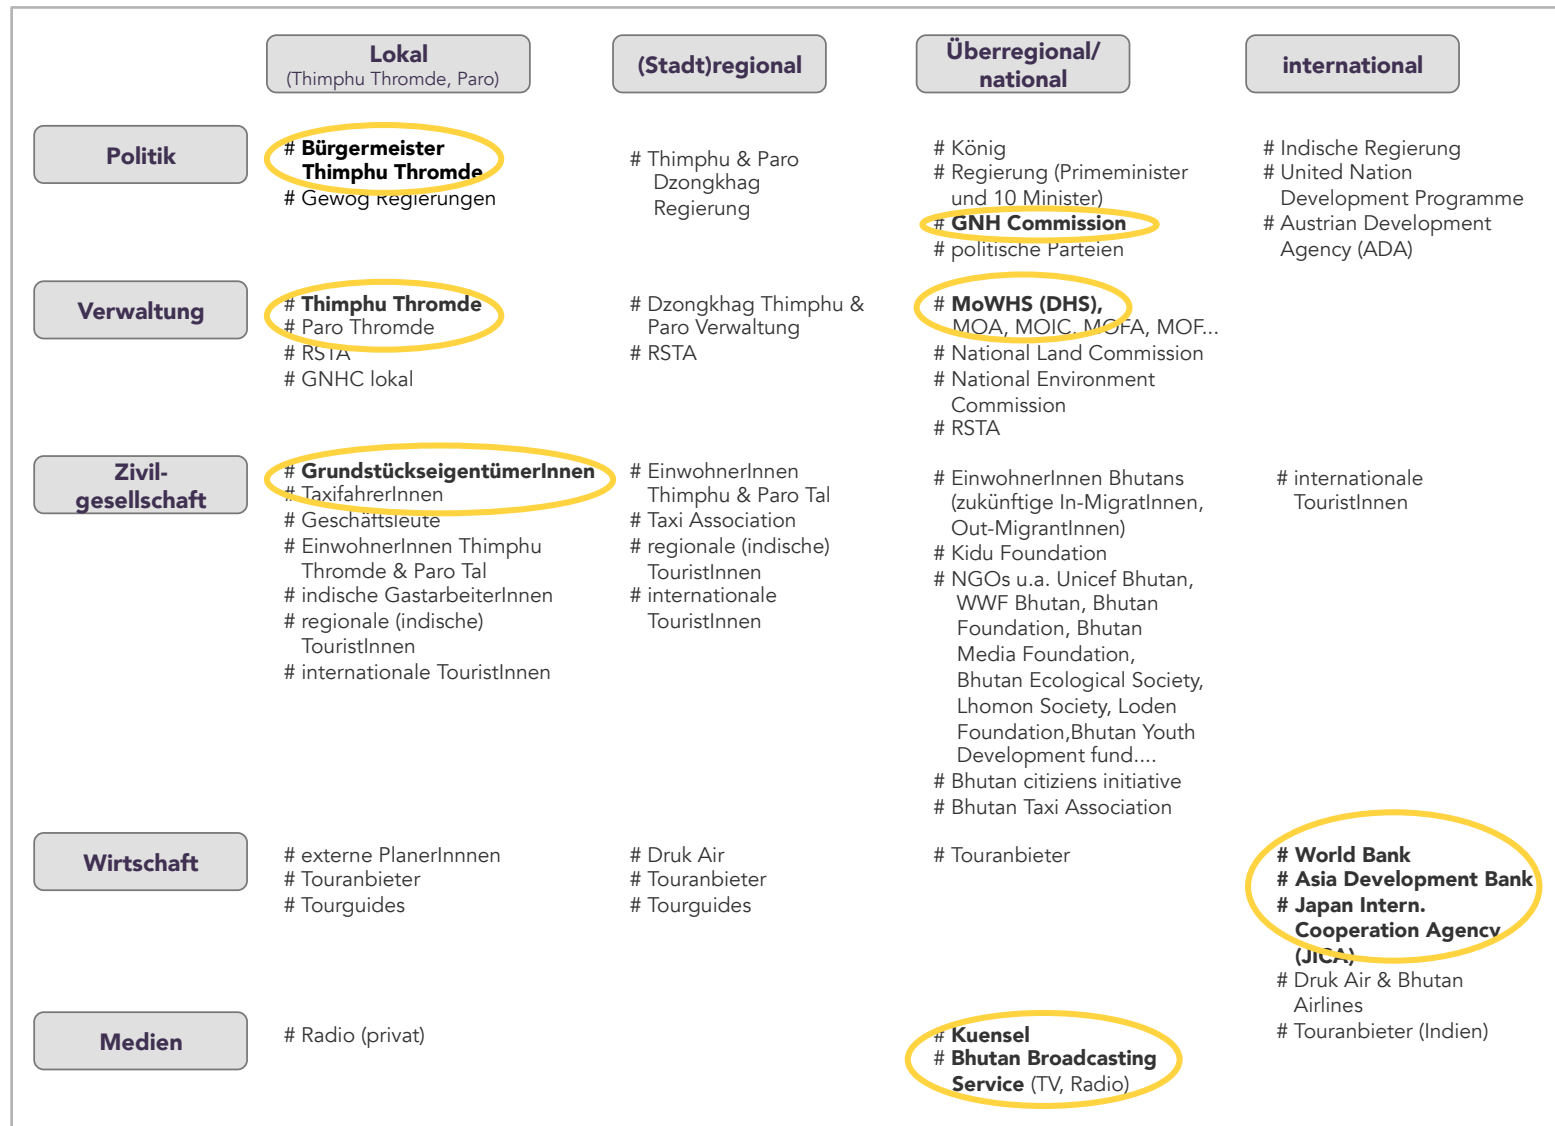 Lokal
(Thimphu Thromde, Paro)
(Stadt)regional
Überregional/
national
international
Politik
# Bürgermeister
Thimphu Thromde
# Gewog Regierungen
# Thimphu & Paro
Dzongkhag
Regierung
# König
# Regierung (Primeminister
und 10 Minister)
# GNH Commission
# politische Parteien
# Indische Regierung
# United Nation
Development Programme
# Austrian Development
Agency (ADA)
Verwaltung
# Thimphu Thromde
# Paro Thromde
# RSTA
# GNHC lokal
# Dzongkhag Thimphu &
Paro Verwaltung
# RSTA
# MoWHS (DHS),
MOA, MOIC, MOFA, MOF...
# National Land Commission
# National Environment
Commission
# RSTA
Zivil-
gesellschaft
# GrundstückseigentümerInnen
# TaxifahrerInnen
# Geschäftsleute
# EinwohnerInnen Thimphu
Thromde & Paro Tal
# indische GastarbeiterInnen
# regionale (indische)
TouristInnen
# internationale TouristInnen
# EinwohnerInnen
Thimphu & Paro Tal
# Taxi Association
# regionale (indische)
TouristInnen
# internationale
TouristInnen
# EinwohnerInnen Bhutans
(zukünftige In-MigratInnen,
Out-MigrantInnen)
# Kidu Foundation
# NGOs u.a. Unicef Bhutan,
WWF Bhutan, Bhutan
Foundation, Bhutan
Media Foundation,
Bhutan Ecological Society,
Lhomon Society, Loden
Foundation,Bhutan Youth
Development fund....
# Bhutan citiziens initiative
# Bhutan Taxi Association
# internationale
TouristInnen
Wirtschaft
# externe PlanerInnnen
# Touranbieter
# Tourguides
# Druk Air
# Touranbieter
# Tourguides
# Touranbieter
# World Bank
# Asia Development Bank
# Japan Intern.
Cooperation Agency
(JICA)
# Druk Air & Bhutan
Airlines
# Touranbieter (Indien)
Medien
# Radio (privat)
# Kuensel
# Bhutan Broadcasting
Service (TV, Radio)